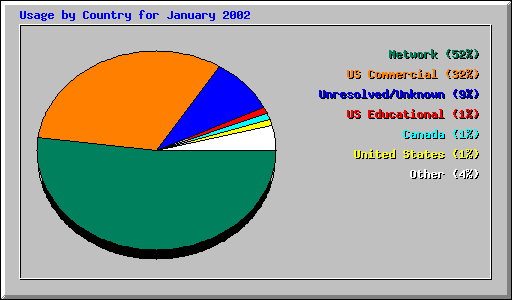 Usage by Country for January 2002
Network (52%)
US Commercial (32%)
Unresolved/Unknown (9%)
US Educational (1%)
Canada (1%)
United States (1%)
Other (4%)